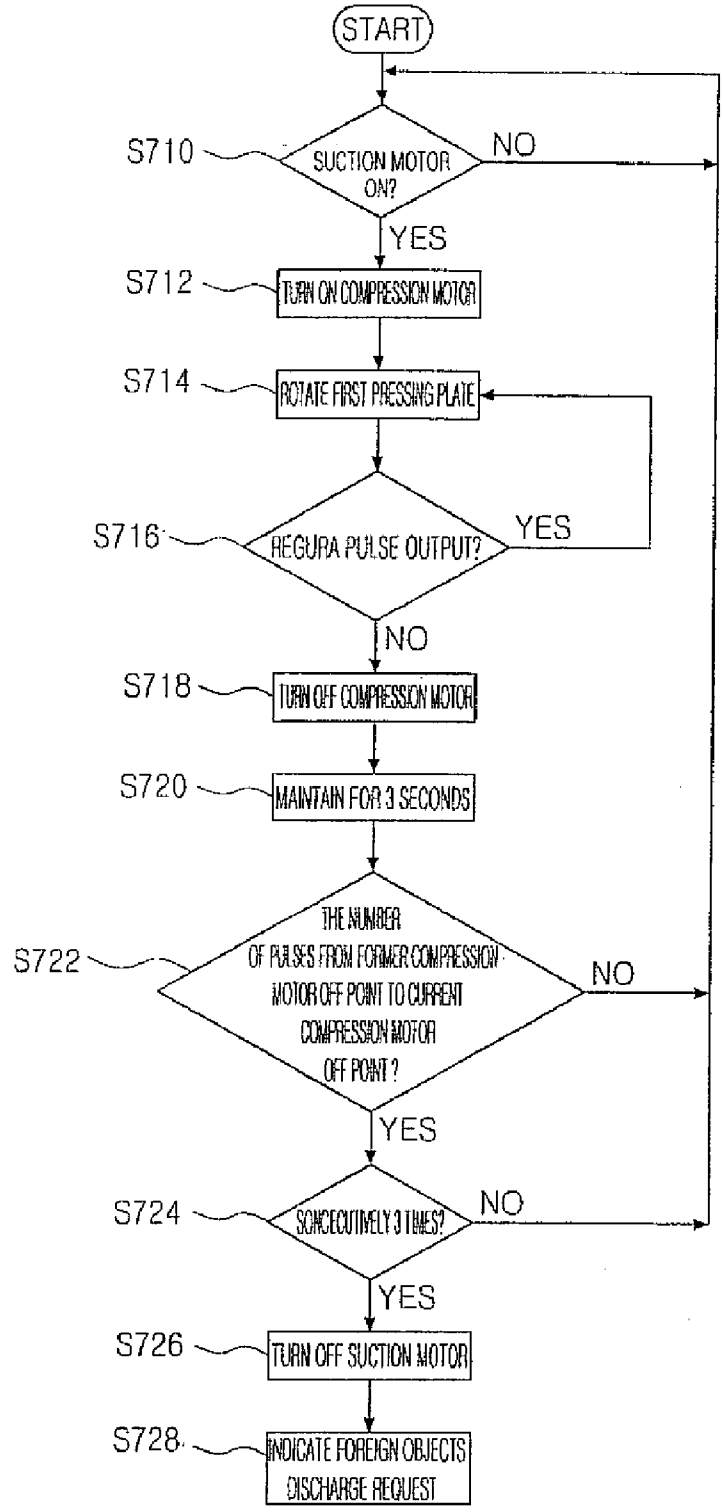 START
S710
SUCTION MOTOR
ON?
NO
YES
S712
TURN ON COMPRESSION MOTOR
S714
ROTATE FIRST PRESSING PLATE
S716
REGURA PULSE OUTPUT?
YES
NO
S718
TURN OFF COMPRESSION MOTOR
S720
MAINTAIN FOR 3 SECONDS
S722
THE NUMBER
OF PULSES FROM FORMER COMPRESSION
MOTOR OFF POINT TO CURRENT
COMPRESSION MOTOR
OFF POINT ?
NO
YES
S724
SONCECUTIVELY 3 TIMES?
NO
YES
S726
TURN OFF SUCTION MOTOR
S728
INDICATE FOREIGN OBJECTS
DISCHARGE REQUEST